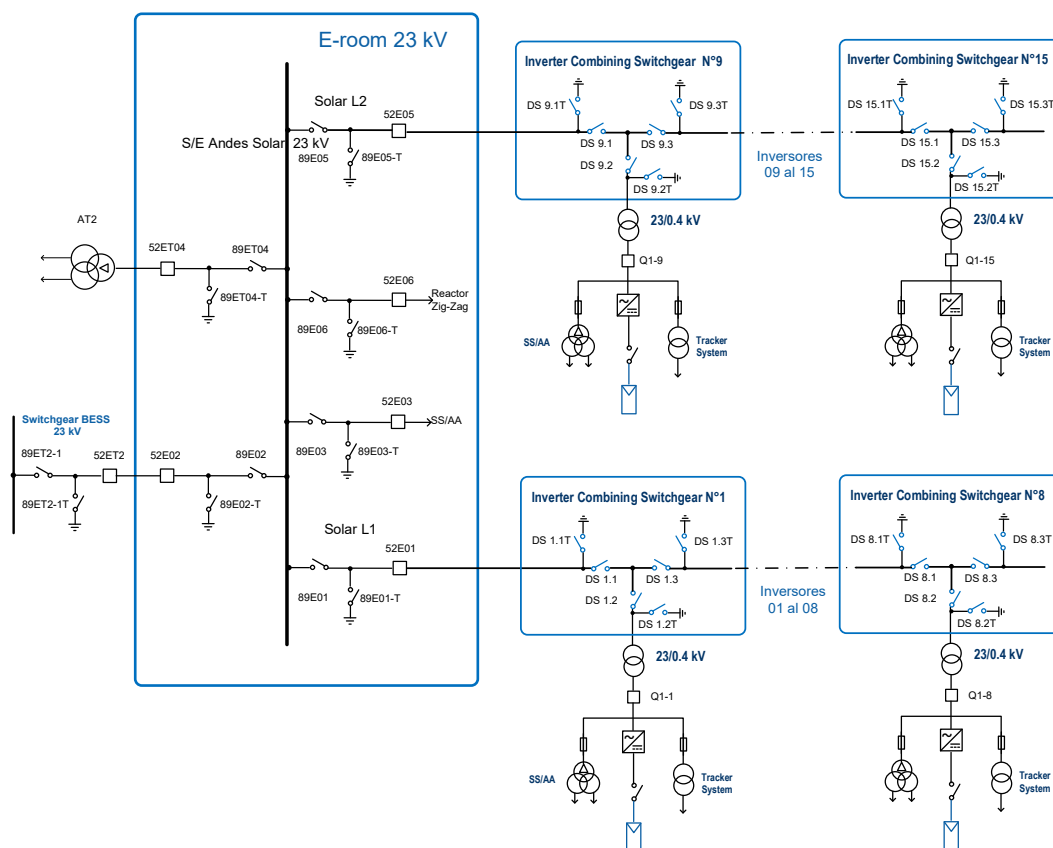 E-room 23 kV
Solar L2
52E05
S/E Andes Solar 23 kV
89E05
89E05-T
AT2
52ET04
89ET04
89ET04-T
52E06
Reactor
Zig-Zag
89E06
89E06-T
52E03
SS/AA
89E03
89E03-T
Switchgear BESS
23 kV
89ET2-1
52ET2
52E02
89E02
89ET2-1T
89E02-T
Solar L1
52E01
89E01
89E01-T
Inverter Combining Switchgear N°9
DS 9.1T
DS 9.3T
DS 9.1
DS 9.3
DS 9.2
DS 9.2T
23/0.4 kV
Q1-9
SS/AA
Tracker
System
Inversores
09 al 15
Inverter Combining Switchgear N°15
DS 15.1T
DS 15.3T
DS 15.1
DS 15.3
DS 15.2
DS 15.2T
23/0.4 kV
Q1-15
Tracker
System
Inverter Combining Switchgear N°1
DS 1.1T
DS 1.3T
DS 1.1
DS 1.3
DS 1.2
DS 1.2T
23/0.4 kV
Q1-1
SS/AA
Tracker
System
Inversores
01 al 08
Inverter Combining Switchgear N°8
DS 8.1T
DS 8.3T
DS 8.1
DS 8.3
DS 8.2
DS 8.2T
23/0.4 kV
Q1-8
Tracker
System